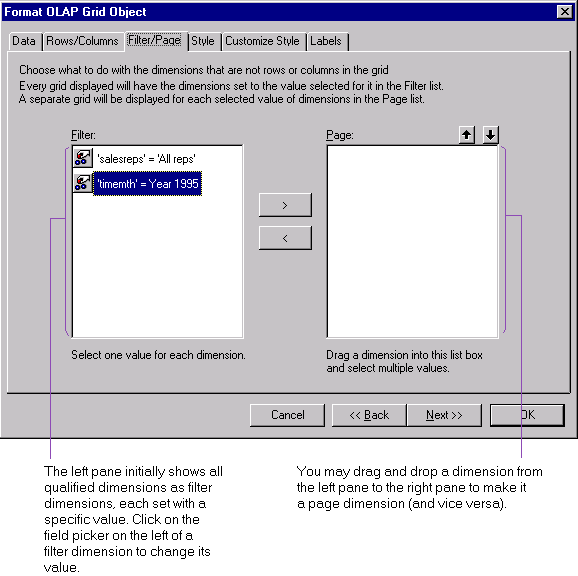 Format OLAP Grid Object
Data Rows/Columns Filter/Page Style Customize Style Labels
Choose what to do with the dimensions that are not rows or columns in the grid
Every grid displayed will have the dimensions set to the value selected for it in the Filter list.
A separate grid will be displayed for each selected value of dimensions in the Page list.
Filter:
Page:
'salesreps' = 'All reps'
'timemth' = Year 1995
>
<
Select one value for each dimension.
Drag a dimension into this list box
and select multiple values.
Cancel << Back Next >> OK
The left pane initially shows all
qualified dimensions as filter
dimensions, each set with a
specific value. Click on the
field picker on the left of a
filter dimension to change its
value.
You may drag and drop a dimension from
the left pane to the right pane to make it
a page dimension (and vice versa).